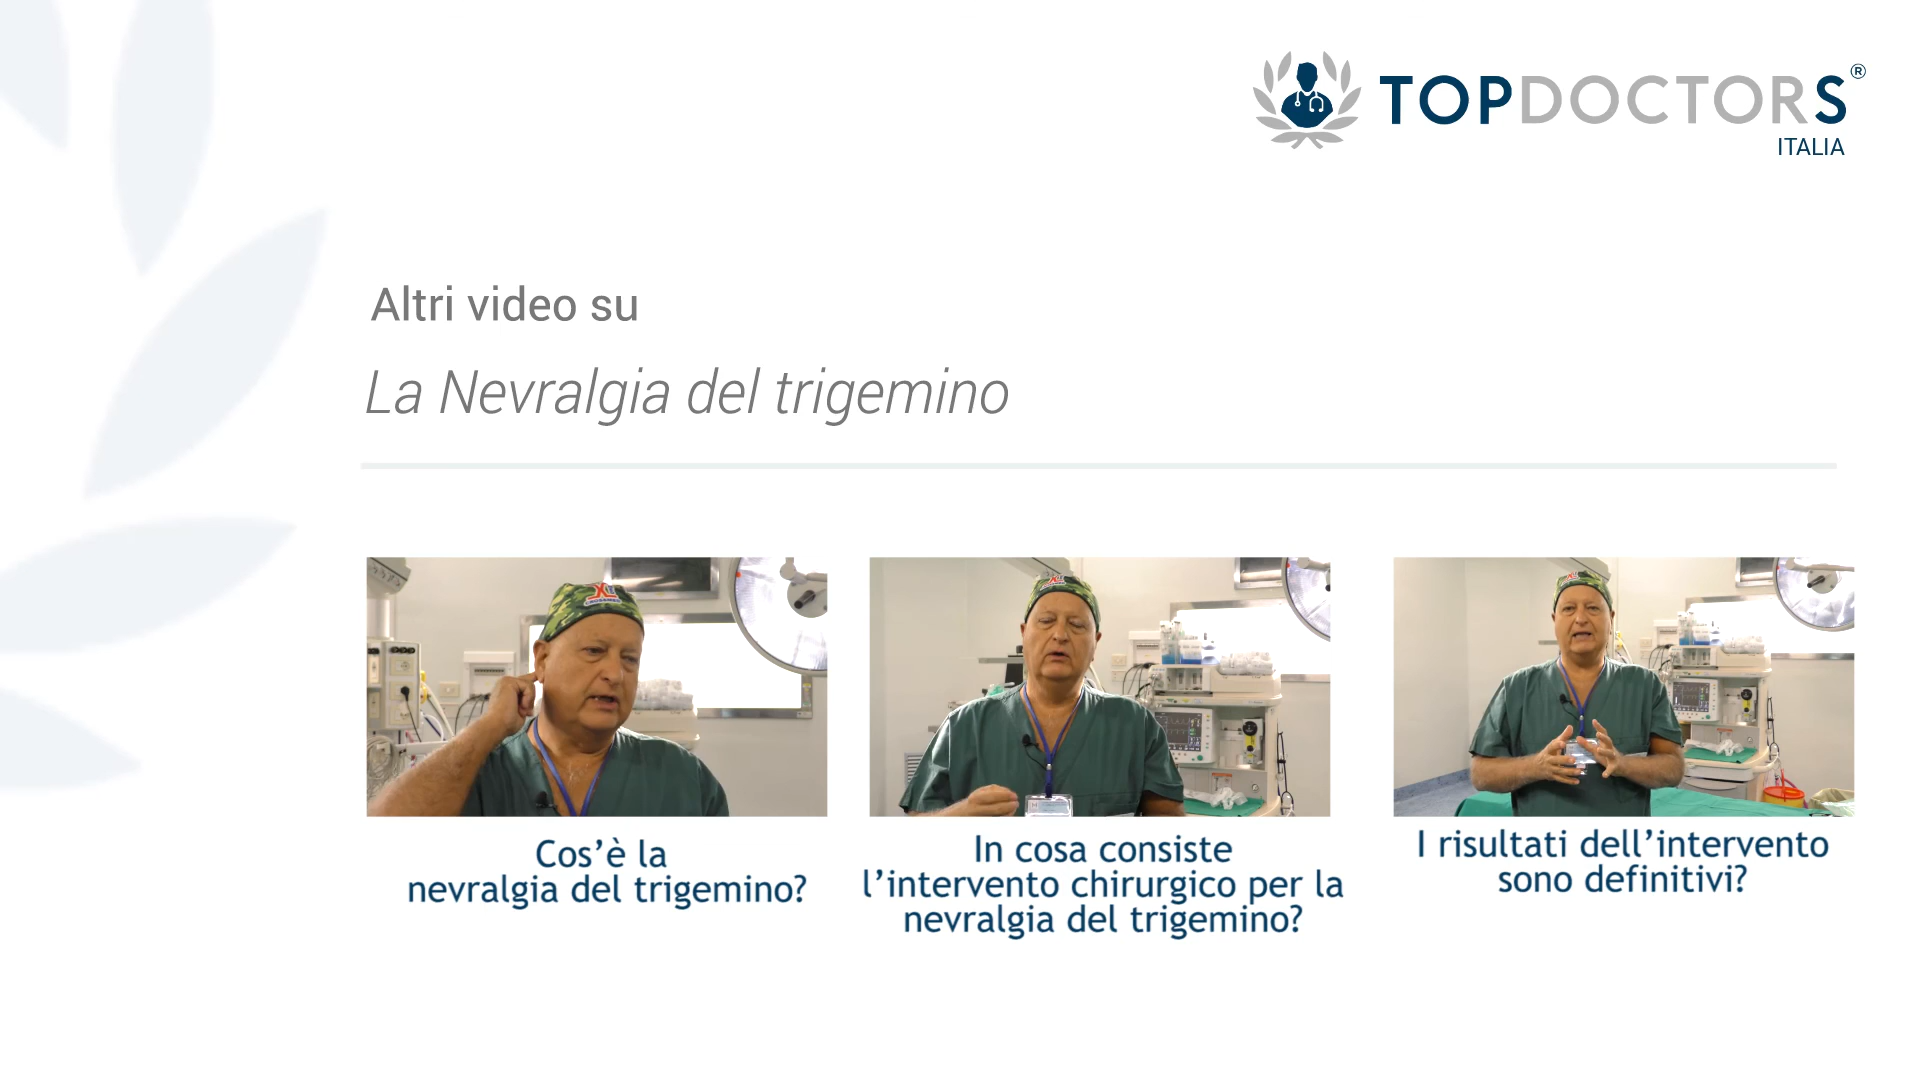 TOPDOCTORS®
ITALIA
Altri video su
La Nevralgia del trigemino
Cos’è la
nevralgia del trigemino?
In cosa consiste
l’intervento chirurgico per la
nevralgia del trigemino?
I risultati dell’intervento
sono definitivi?